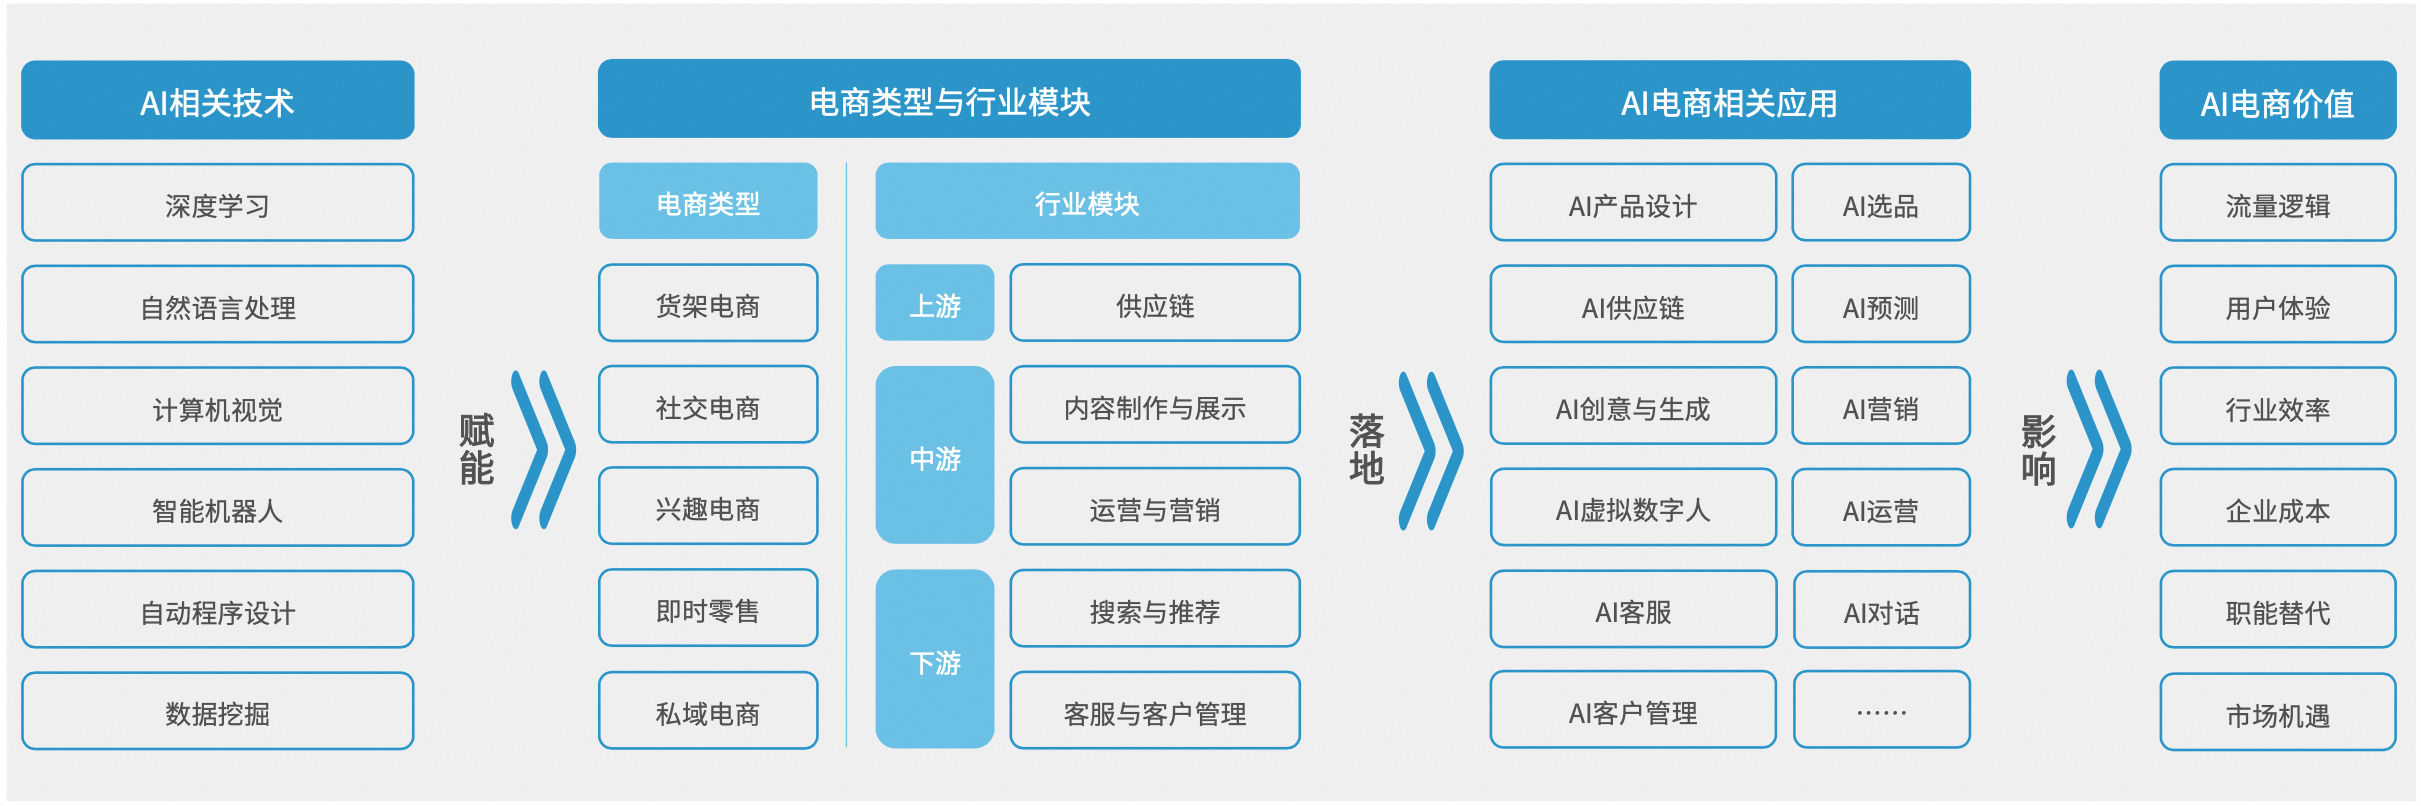 AI相关技术
深度学习
自然语言处理
计算机视觉
智能机器人
自动程序设计
数据挖掘
赋能
电商类型与行业模块
电商类型
货架电商
社交电商
兴趣电商
即时零售
私域电商
行业模块
上游
供应链
中游
内容制作与展示
运营与营销
下游
搜索与推荐
客服与客户管理
落地
AI电商相关应用
AI产品设计
AI选品
AI供应链
AI预测
AI创意与生成
AI营销
AI虚拟数字人
AI运营
AI客服
AI对话
AI客户管理
……
影响
AI电商价值
流量逻辑
用户体验
行业效率
企业成本
职能替代
市场机遇